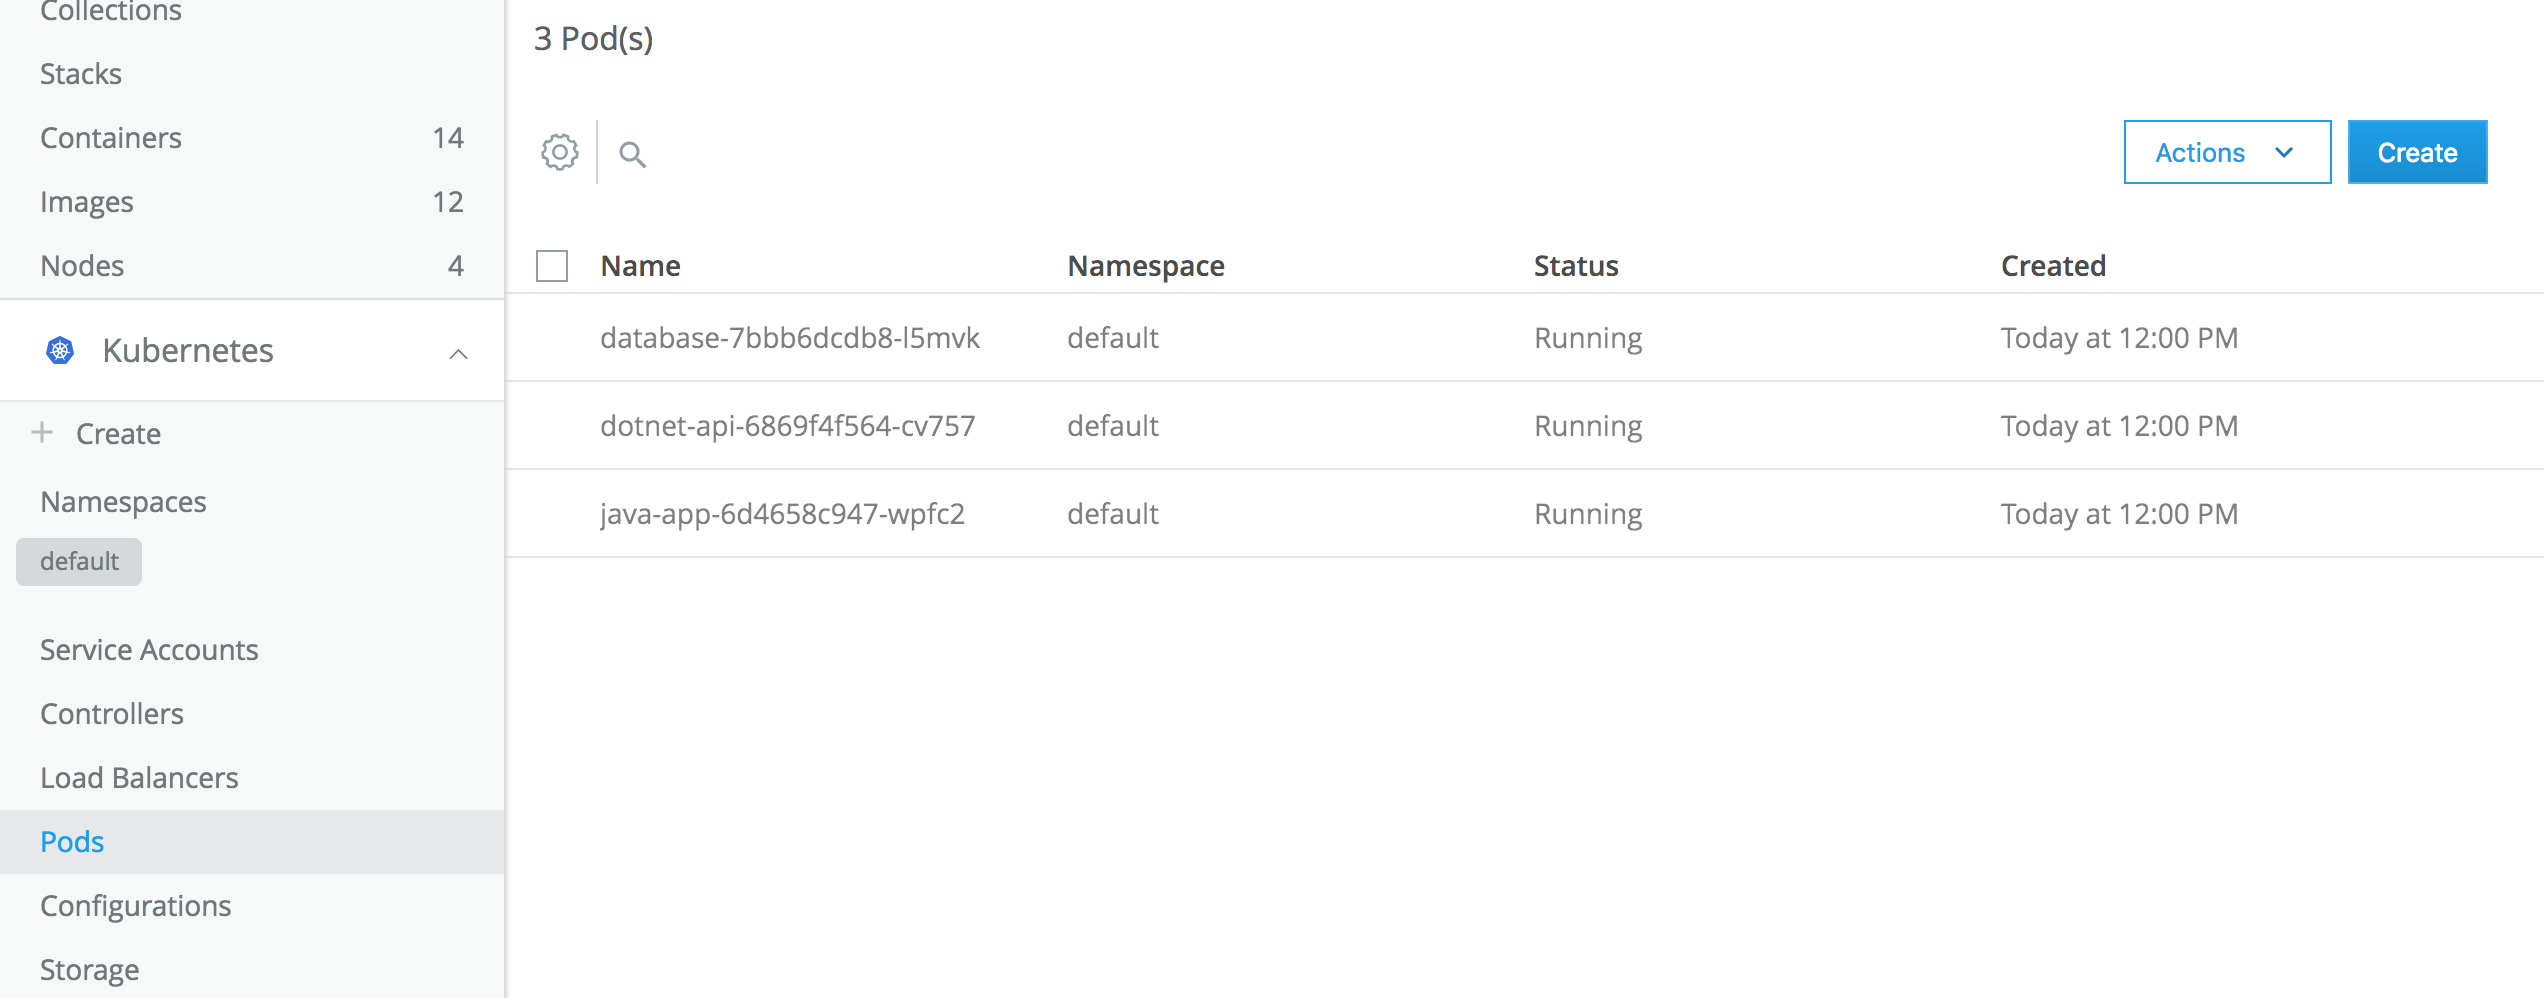 Collections
Stacks
Containers 14
Images 12
Nodes 4
Kubernetes
Create
Namespaces
default
Service Accounts
Controllers
Load Balancers
Pods
Configurations
Storage
3 Pod(s)
Actions Create
Name Namespace Status Created
database-7bbb6dcdb8-l5mvk default Running Today at 12:00 PM
dotnet-api-6869f4f564-cv757 default Running Today at 12:00 PM
java-app-6d4658c947-wpfc2 default Running Today at 12:00 PM